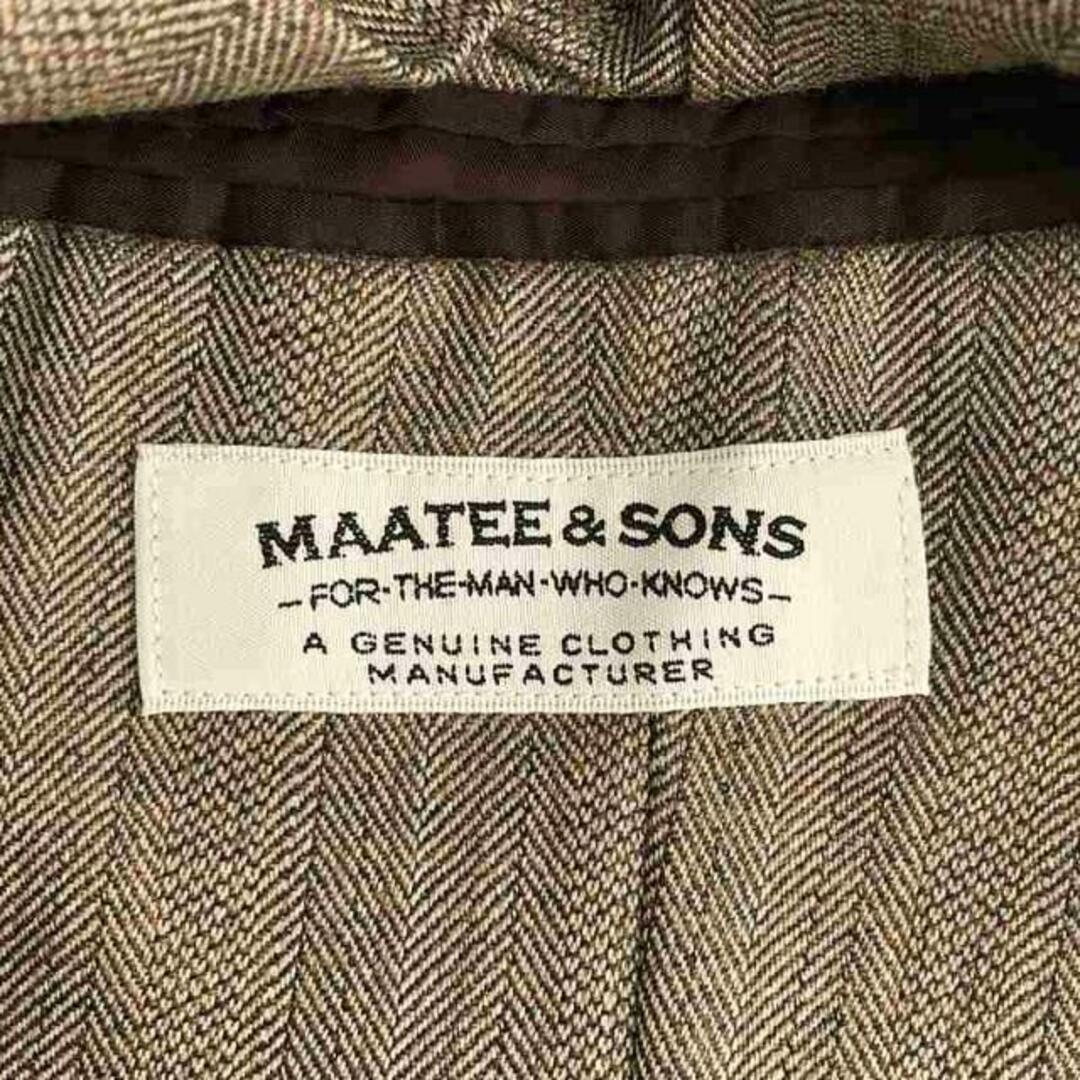 MAATEE & SONS
–FOR·THE·MAN·WHO·KNOWS–
A GENUINE CLOTHING
MANUFACTURER